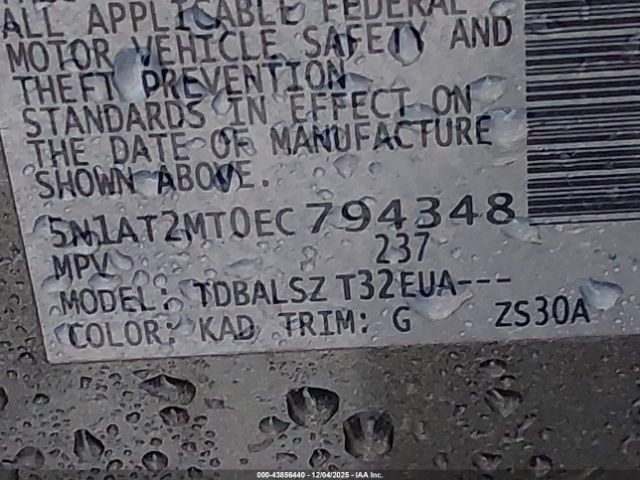 ALL APPLICABLE FEDERAL
MOTOR VEHICLE SAFETY AND
THEFT PREVENTION
STANDARDS IN EFFECT ON
THE DATE OF MANUFACTURE
SHOWN ABOVE.
5N1AT2MT0EC794348
MPV 237
MODEL: TDBALSZ T32EUA---
COLOR: KAD TRIM: G ZS30A
000-43856440 - 12/04/2025 - IAA Inc.